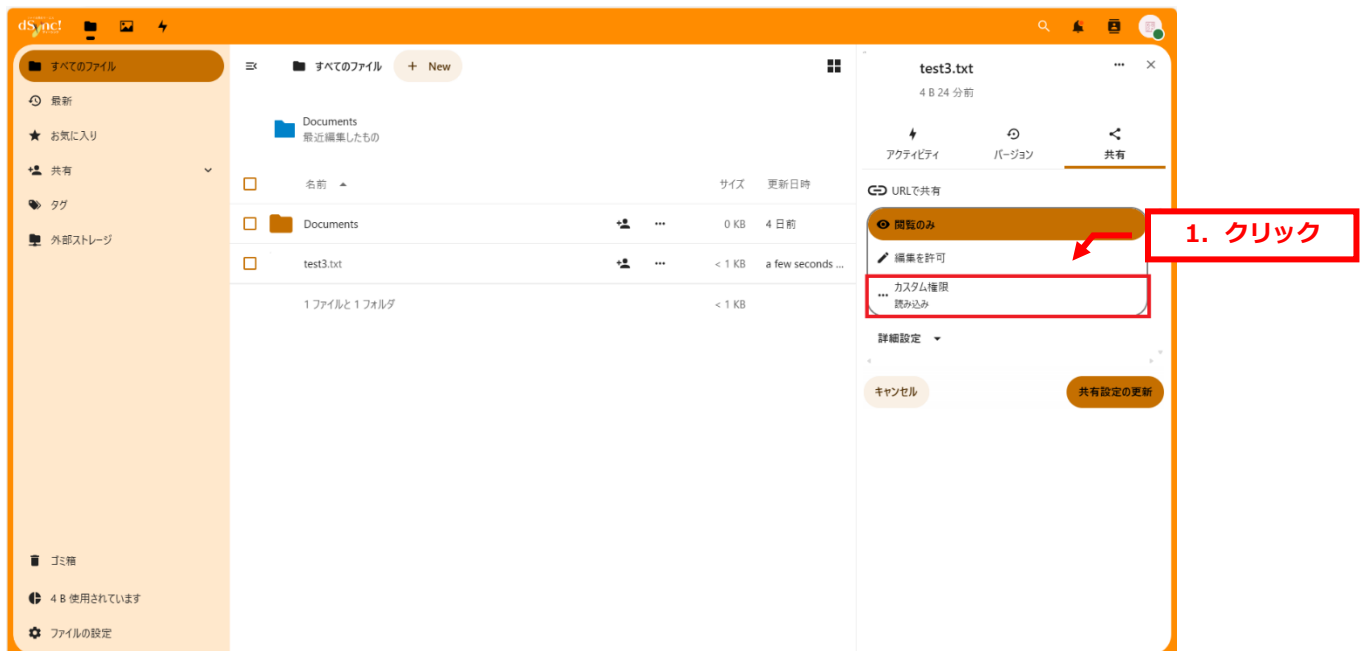 dSync!
すべてのファイル
最新
お気に入り
共有
タグ
外部ストレージ
ゴミ箱
4 B 使用されています
ファイルの設定
すべてのファイル
+ New
Documents
最近編集したもの
名前 サイズ 更新日時
Documents 0 KB 4 日前
test3.txt < 1 KB a few seconds ...
1 ファイルと 1 フォルダ < 1 KB
test3.txt
4 B 24 分前
アクティビティ バージョン 共有
URLで共有
閲覧のみ
編集を許可
カスタム権限
読み込み
詳細設定
キャンセル 共有設定の更新
1. クリック